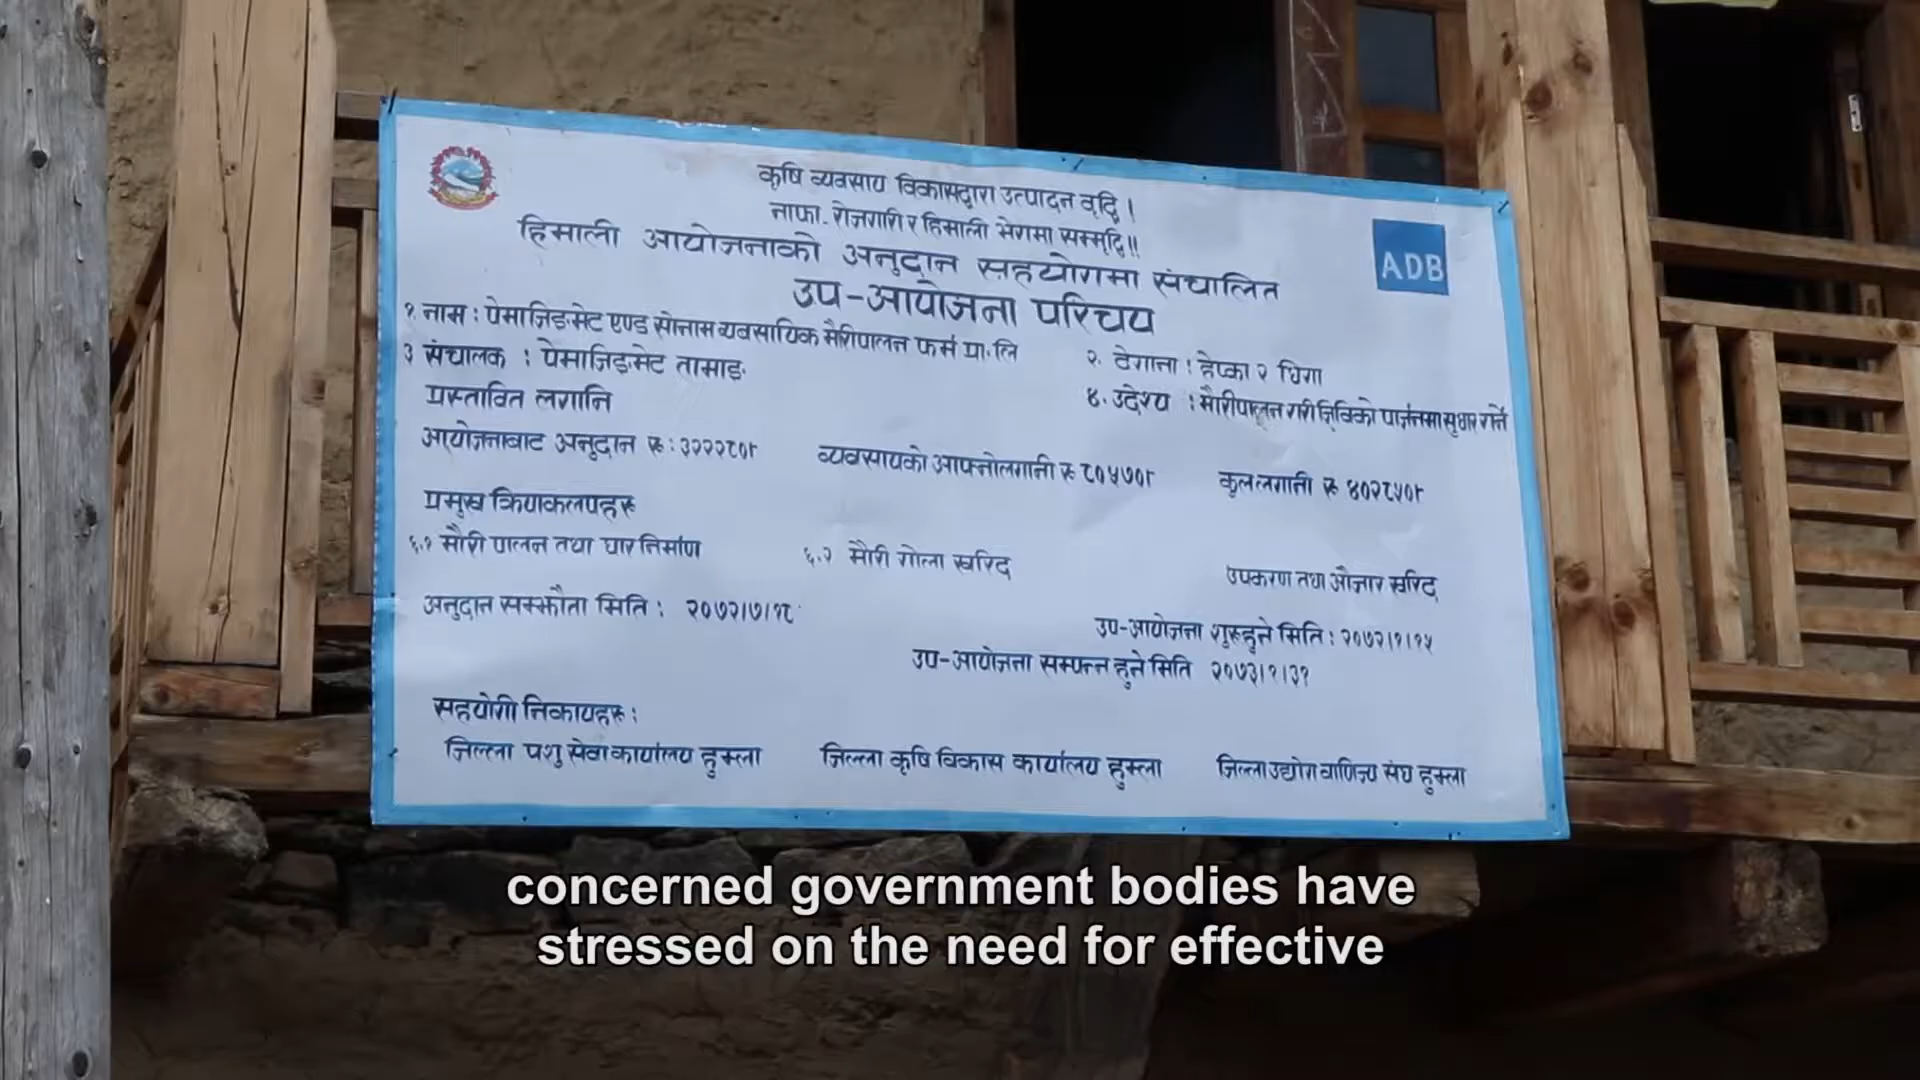 कृषि व्यवसाय विकासद्वारा उत्पादन वृद्धि ।
नाफा. रोजगारी र हिमाली भेगमा सम्मृद्धि॥
हिमाली आयोजनाको अनुदान सहयोगमा संचालित
ADB
उप-आयोजना परिचय
१ नाम : पेमाजिङमेट एण्ड सोनाम व्यवसायिक मौरीपालन फर्म प्रा.लि
२. ठेगाना : हेप्का २ धिगा
३ संचालक : पेमाजिङमेट तामाङ
४. उदेश्य : मौरीपालन गरी जिविको पार्जनमा सुधार गर्ने
प्रस्तावित लगानि
आयोजनाबाट अनुदान रु : ३२२२८०। व्यवसायको आफ्नोलगानी रु ८०५७०। कुललगानी रु ४०२८५०।
प्रमुख क्रियाकलापहरु
६.१ मौरी पालन तथा घार निर्माण ६.२ मौरी गोला खरिद उपकरण तथा औजार खरिद
अनुदान सम्झौता मिति : २०७२।७।१८
उप-आयोजना शुरुहुने मिति : २०७२।१।१५
उप-आयोजना सम्पन्न हुने मिति २०७३।१।३१
सहयोगी निकायहरु :
जिल्ला पशु सेवा कार्यालय हुम्ला जिल्ला कृषि विकास कार्यालय हुम्ला जिल्ला उद्योग वाणिज्य संघ हुम्ला
concerned government bodies have
stressed on the need for effective